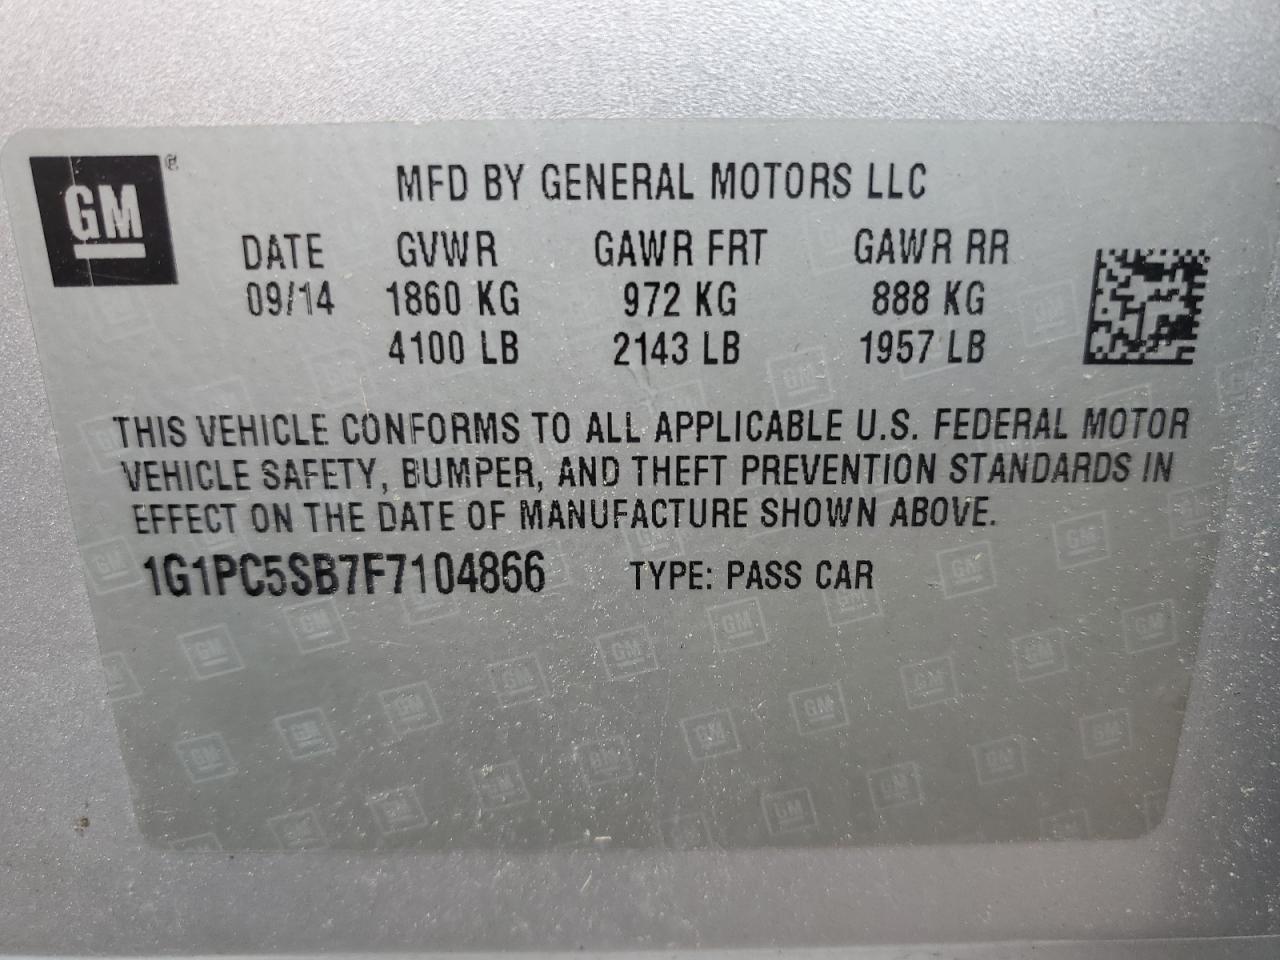 GM ®
MFD BY GENERAL MOTORS LLC
DATE GVWR GAWR FRT GAWR RR
09/14 1860 KG 972 KG 888 KG
4100 LB 2143 LB 1957 LB
THIS VEHICLE CONFORMS TO ALL APPLICABLE U.S. FEDERAL MOTOR
VEHICLE SAFETY, BUMPER, AND THEFT PREVENTION STANDARDS IN
EFFECT ON THE DATE OF MANUFACTURE SHOWN ABOVE.
1G1PC5SB7F7104866 TYPE: PASS CAR